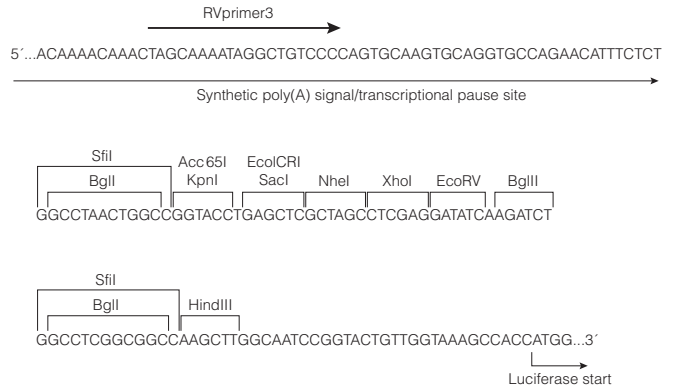 RVprimer3
5´...ACAAAACAAACTAGCAAAATAGGCTGTCCCCAGTGCAAGTGCAGGTGCCAGAACATTTCTCT
Synthetic poly(A) signal/transcriptional pause site
SfiI Acc65I EcoICRI
BglI KpnI SacI NheI XhoI EcoRV BglII
GGCCTAACTGGCCGGTACCTGAGCTCGCTAGCCTCGAGGATATCAAGATCT
SfiI
BglI HindIII
GGCCTCGGCGGCCAAGCTTGGCAATCCGGTACTGTTGGTAAAGCCACCATGG...3´
Luciferase start